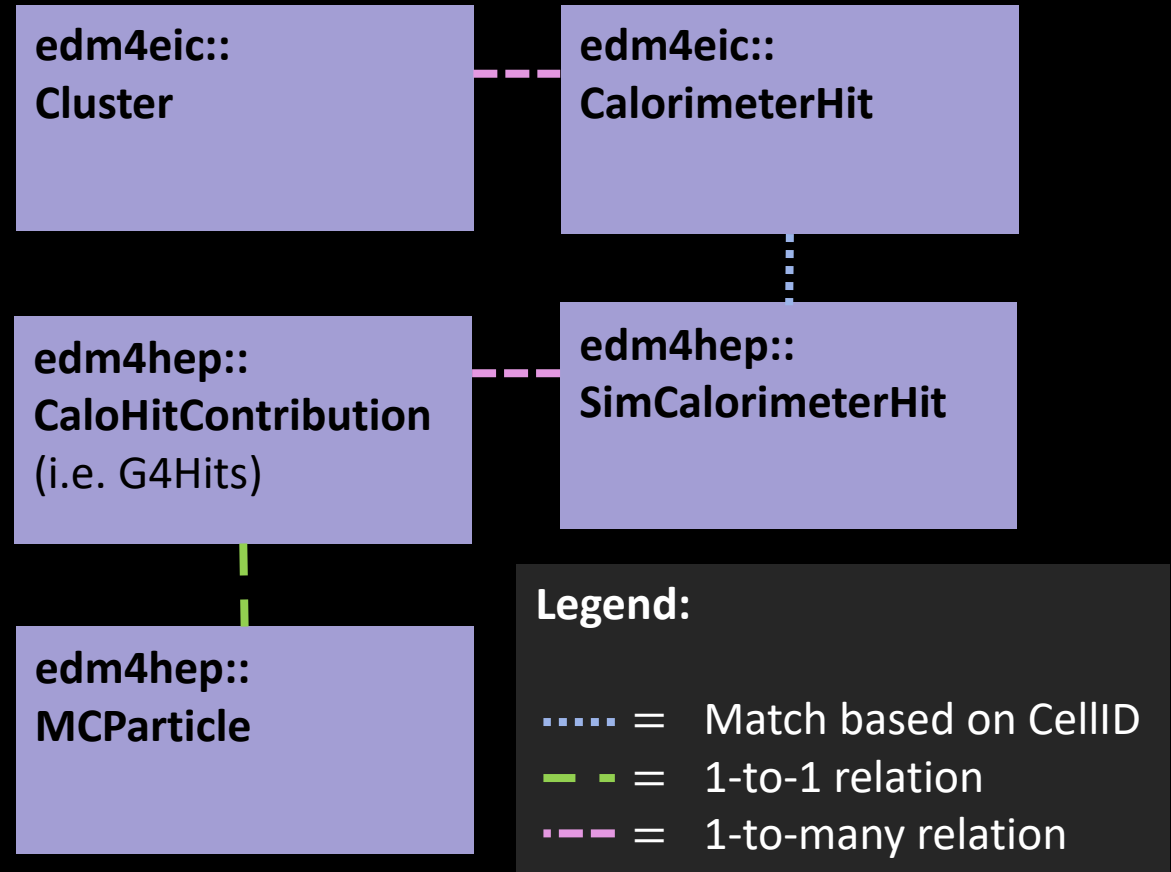 edm4eic::
Cluster
edm4eic::
CalorimeterHit
edm4hep::
CaloHitContribution
(i.e. G4Hits)
edm4hep::
SimCalorimeterHit
edm4hep::
MCParticle
Legend:
= Match based on CellID
= 1-to-1 relation
= 1-to-many relation